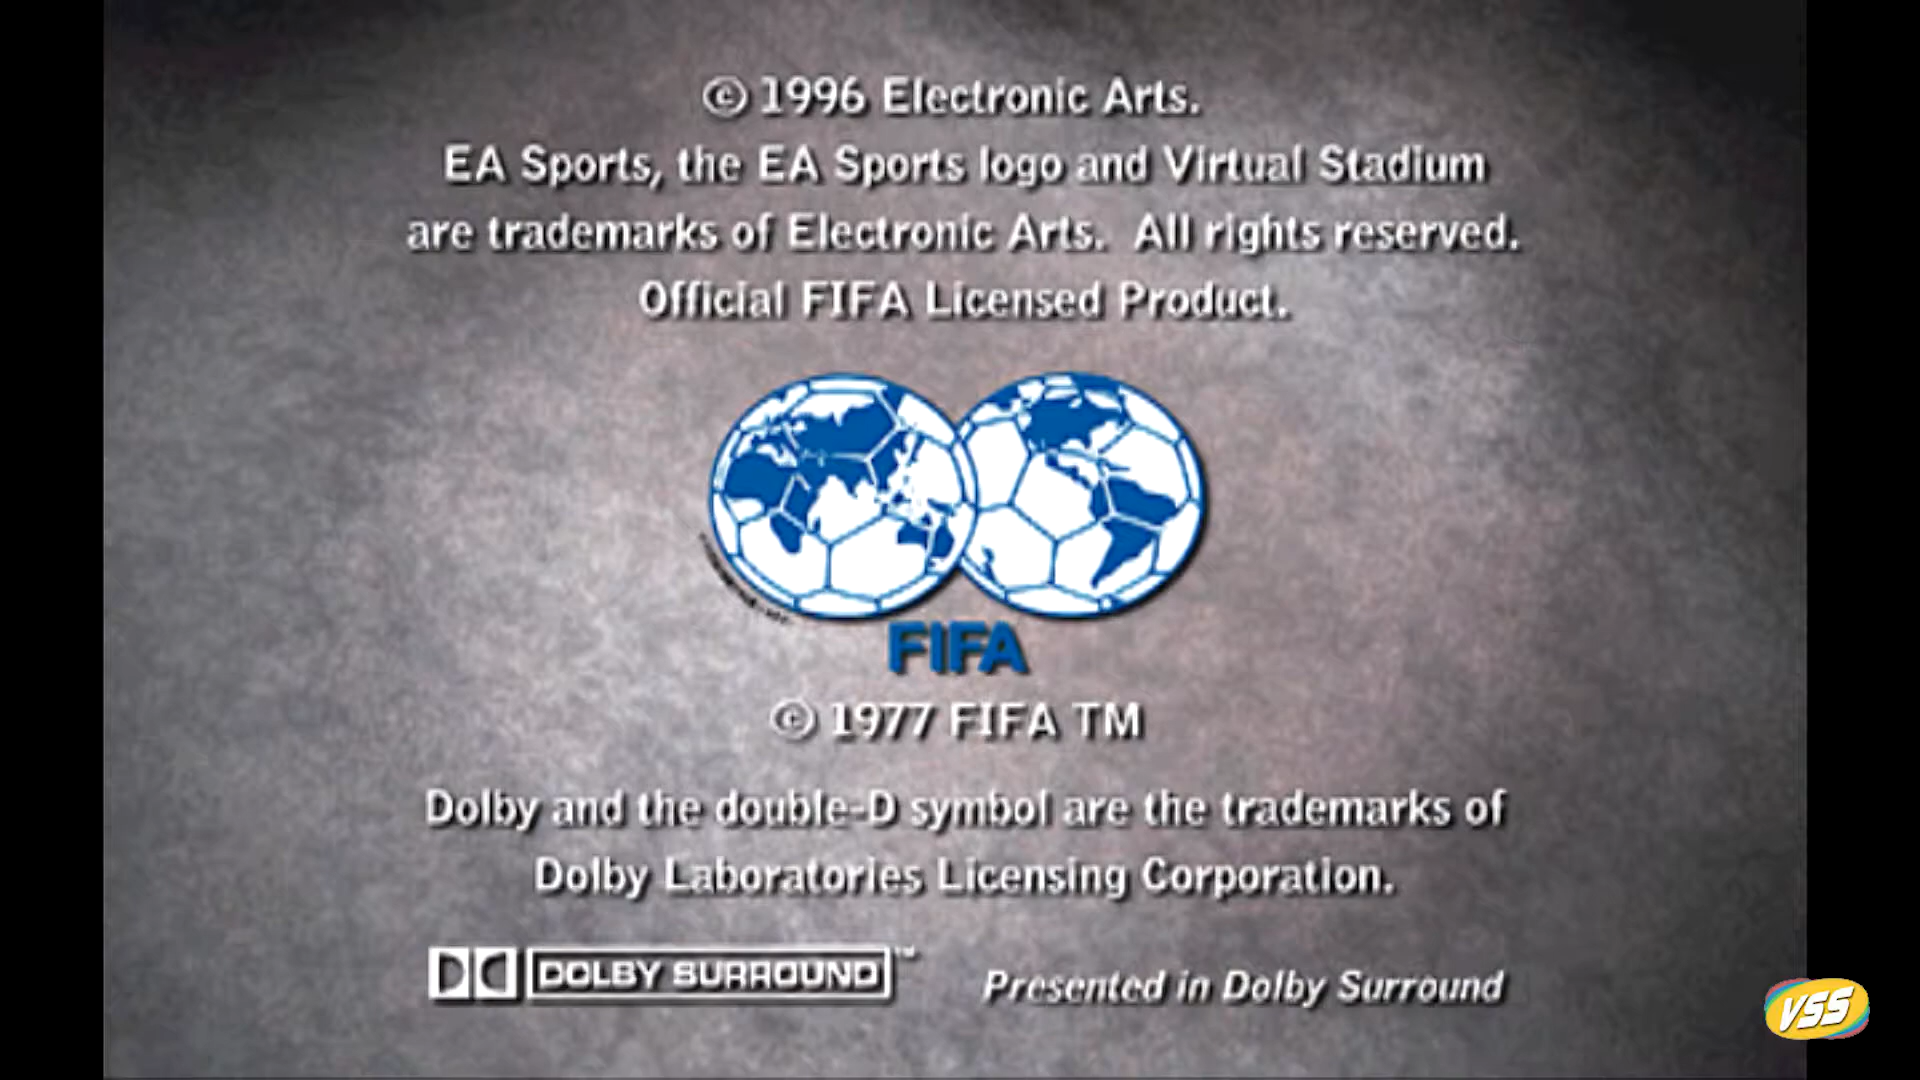 © 1996 Electronic Arts.
EA Sports, the EA Sports logo and Virtual Stadium
are trademarks of Electronic Arts. All rights reserved.
Official FIFA Licensed Product.
FIFA
© 1977 FIFA TM
Dolby and the double-D symbol are the trademarks of
Dolby Laboratories Licensing Corporation.
DOLBY SURROUND™
Presented in Dolby Surround
VSS